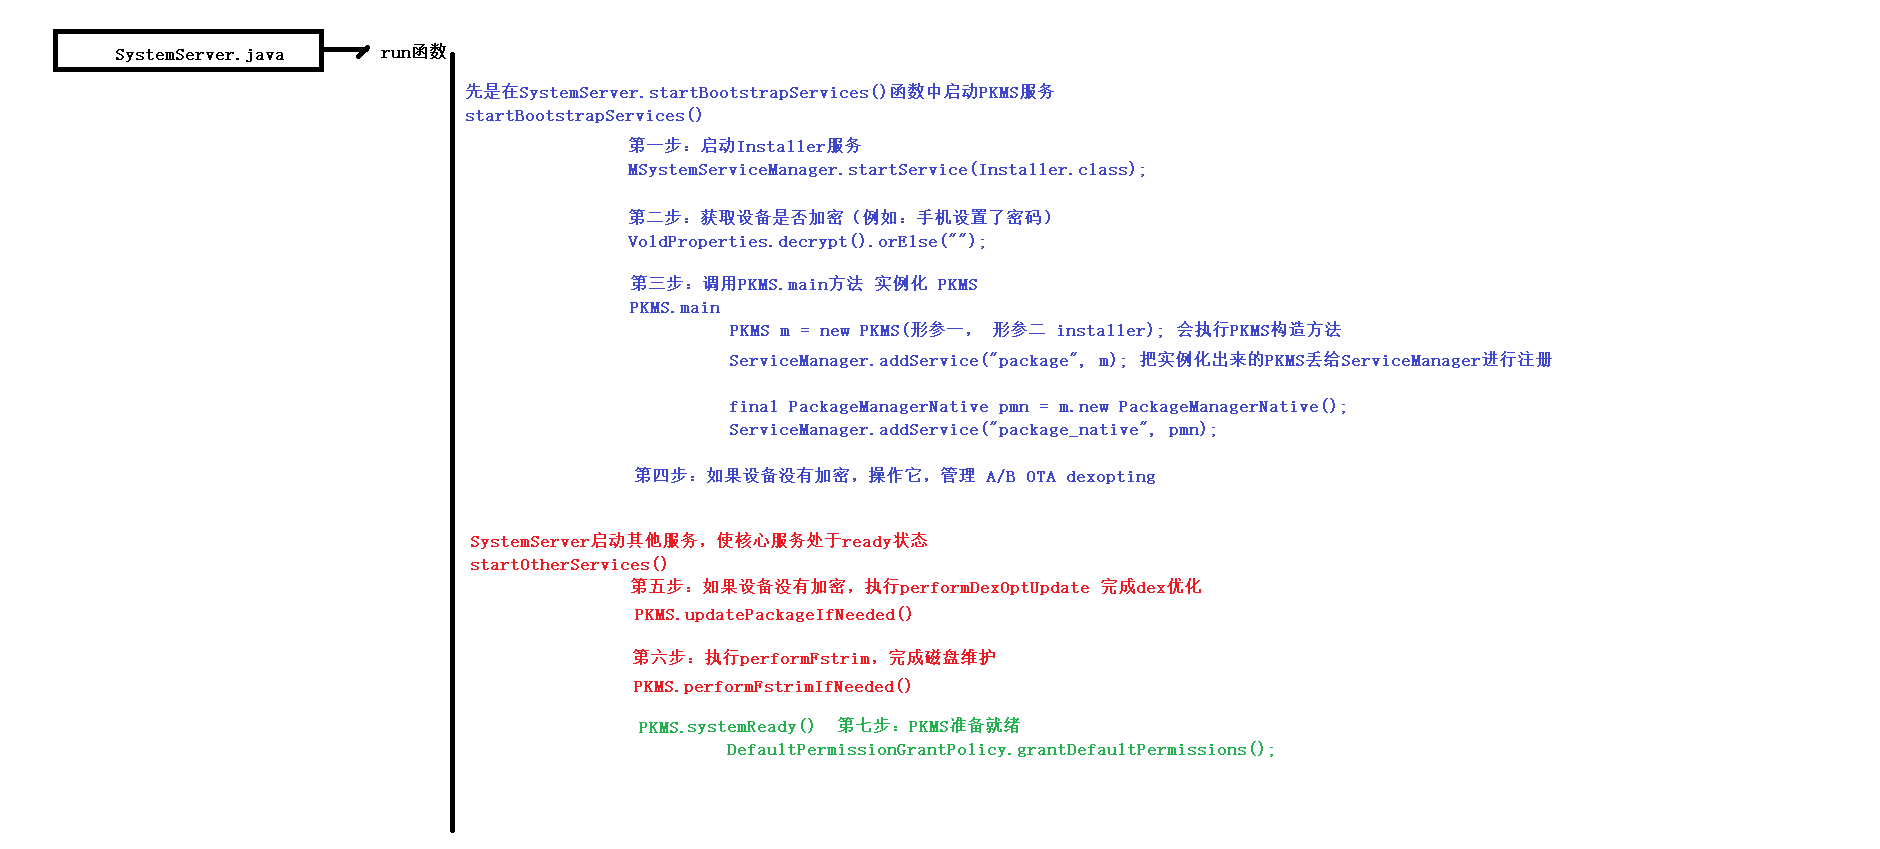 SystemServer.java
run函数
先是在SystemServer.startBootstrapServices()函数中启动PKMS服务
startBootstrapServices()
第一步：启动Installer服务
MSystemServiceManager.startService(Installer.class);
第二步：获取设备是否加密（例如：手机设置了密码）
VoldProperties.decrypt().orElse("");
第三步：调用PKMS.main方法 实例化 PKMS
PKMS.main
PKMS m = new PKMS(形参一， 形参二 installer); 会执行PKMS构造方法
ServiceManager.addService("package", m); 把实例化出来的PKMS丢给ServiceManager进行注册
final PackageManagerNative pmn = m.new PackageManagerNative();
ServiceManager.addService("package_native", pmn);
第四步：如果设备没有加密，操作它，管理 A/B OTA dexopting
SystemServer启动其他服务，使核心服务处于ready状态
startOtherServices()
第五步：如果设备没有加密，执行performDexOptUpdate 完成dex优化
PKMS.updatePackageIfNeeded()
第六步：执行performFstrim，完成磁盘维护
PKMS.performFstrimIfNeeded()
PKMS.systemReady() 第七步：PKMS准备就绪
DefaultPermissionGrantPolicy.grantDefaultPermissions();